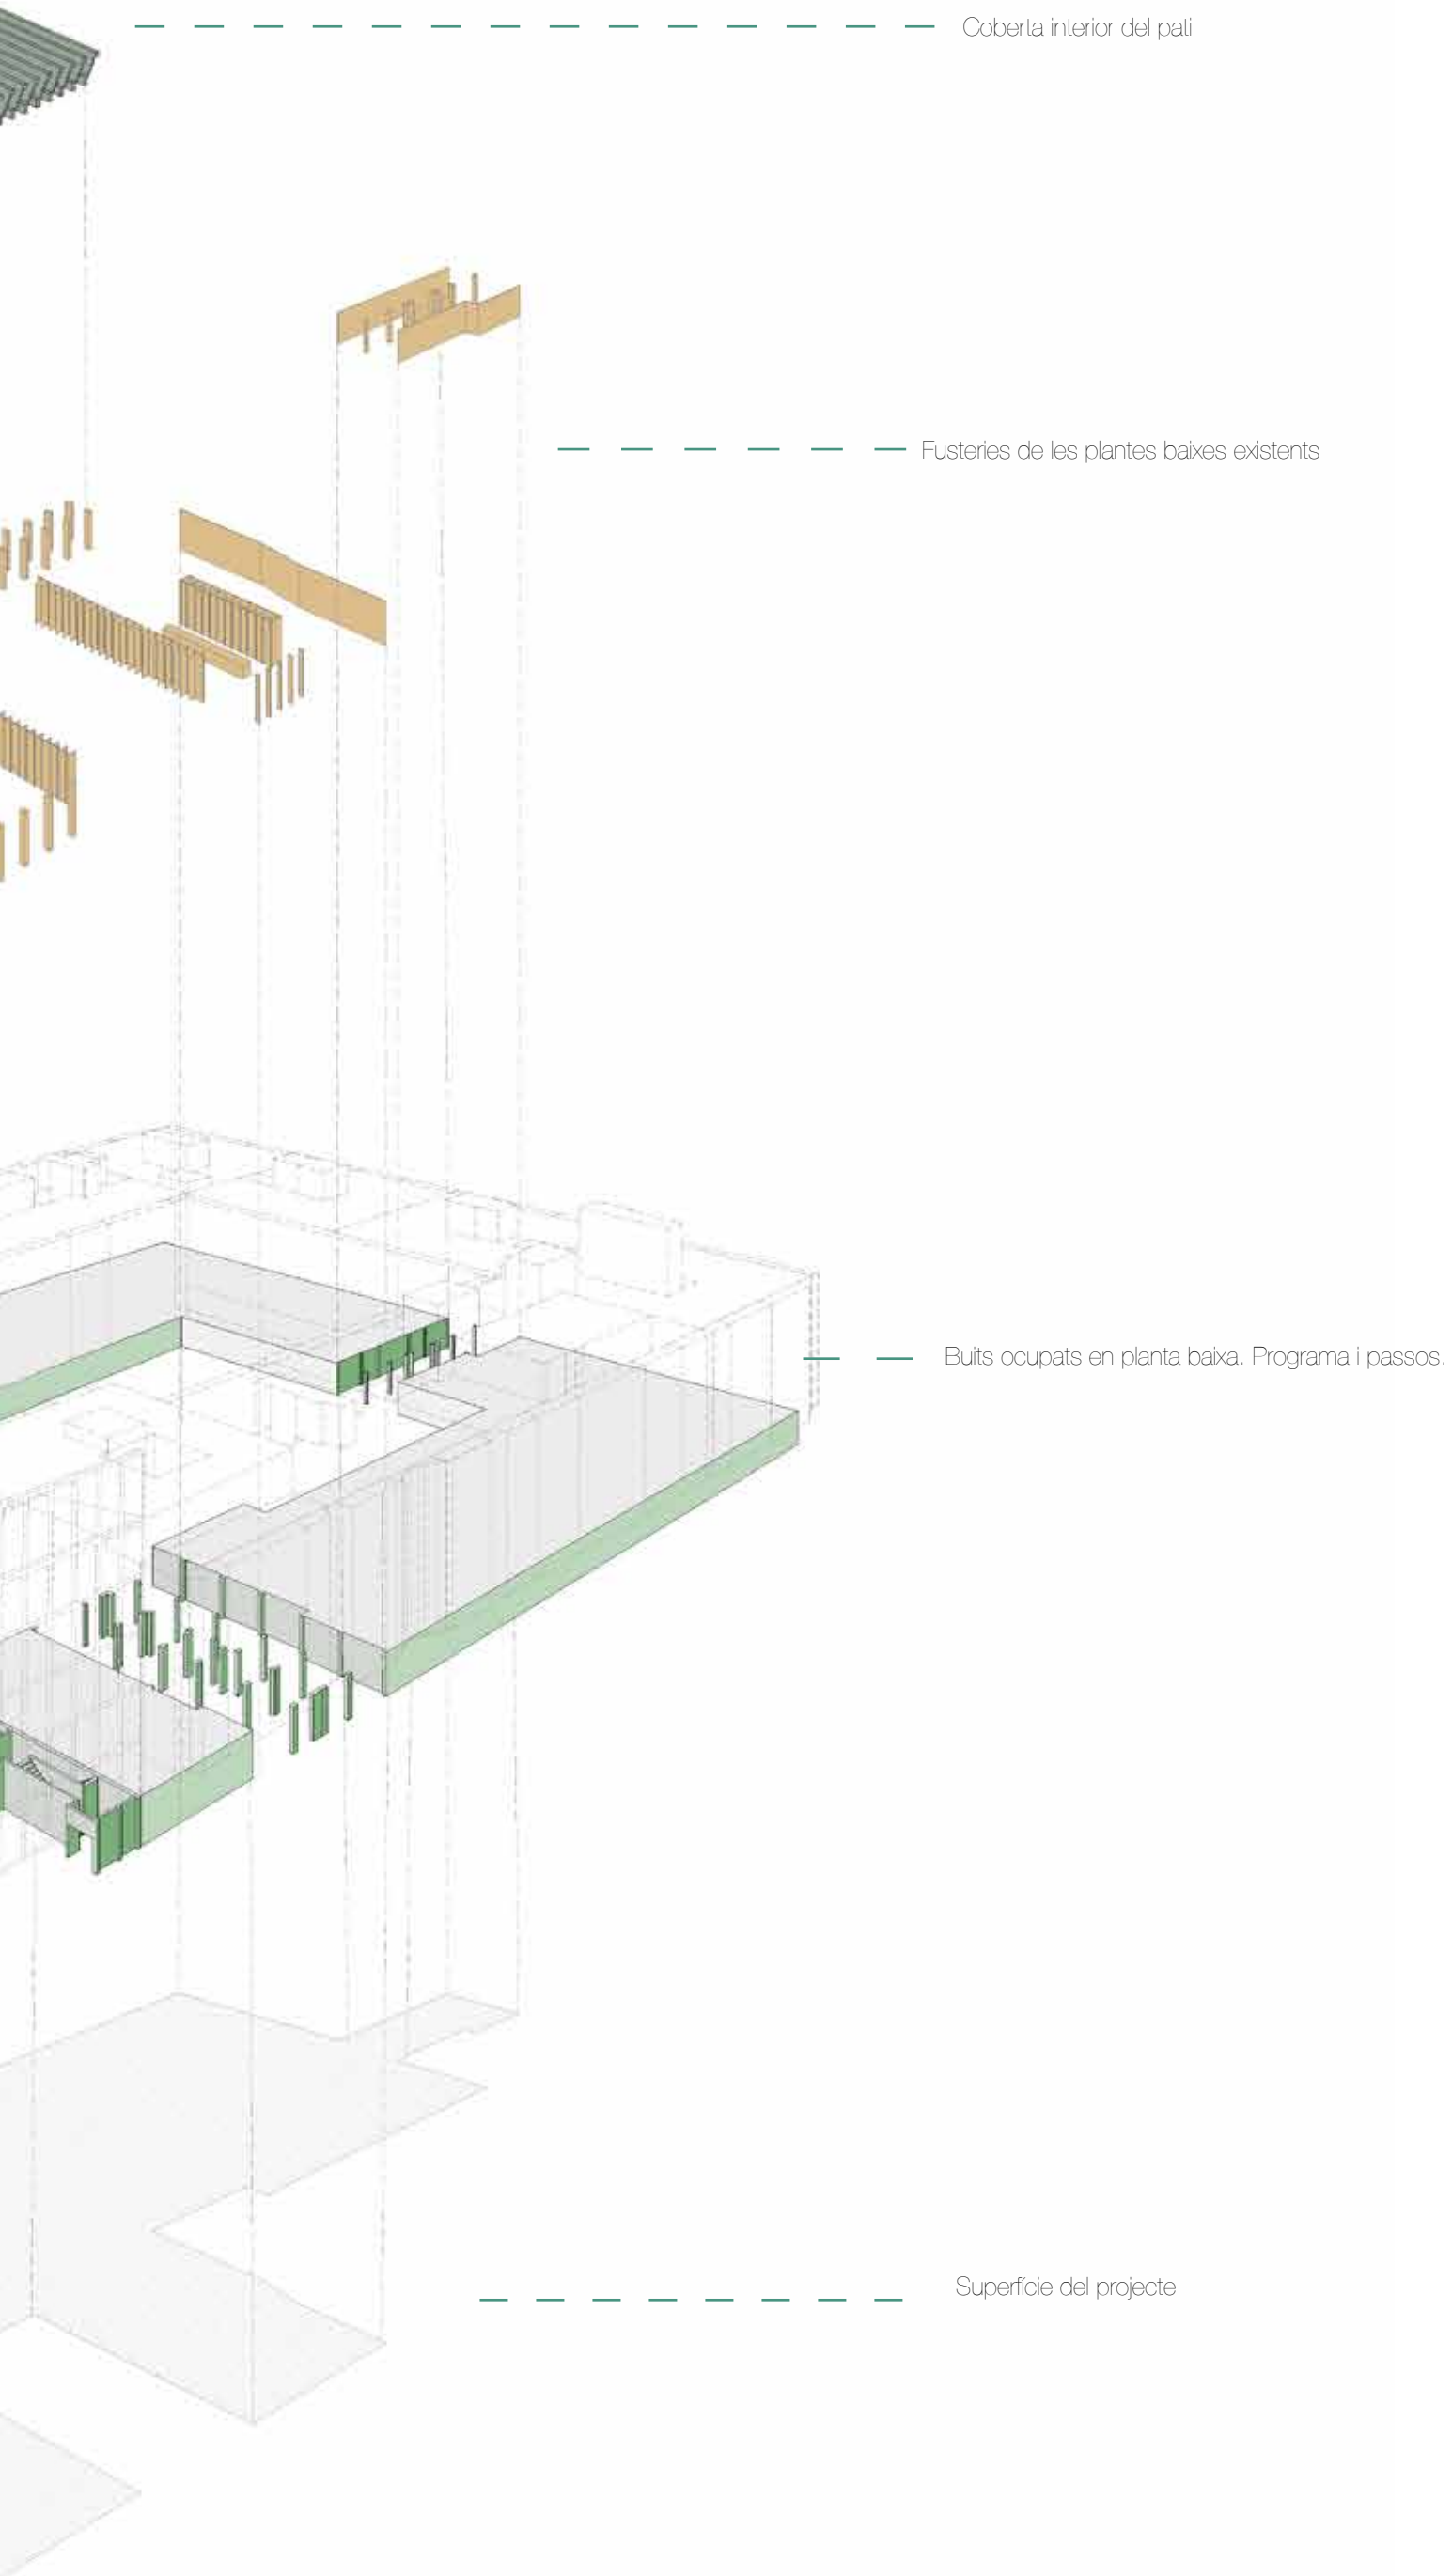 Coberta interior del pati
Fusteries de les plantes baixes existents
Buits ocupats en planta baixa. Programa i passos.
Superfície del projecte